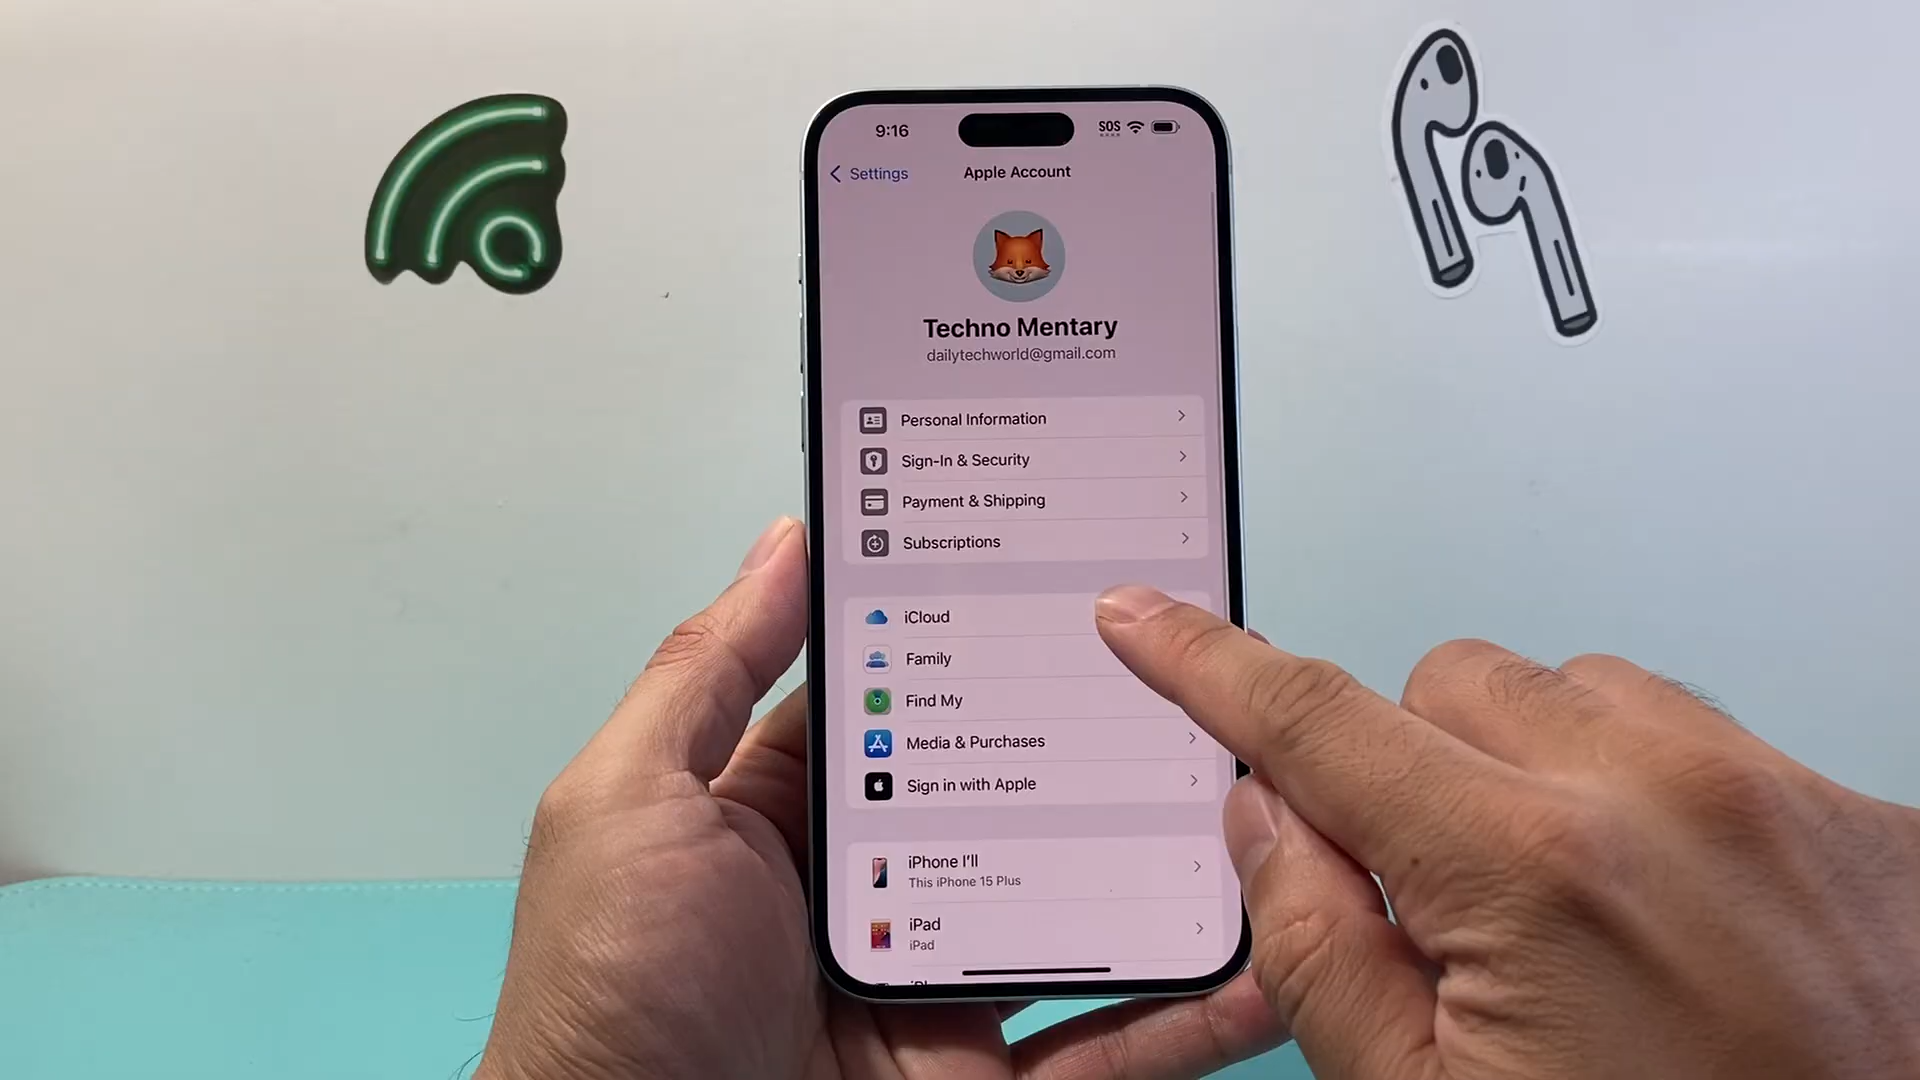 9:16
SOS
Settings
Apple Account
Techno Mentary
dailytechworld@gmail.com
Personal Information
Sign-In & Security
Payment & Shipping
Subscriptions
iCloud
Family
Find My
Media & Purchases
Sign in with Apple
iPhone I'll
This iPhone 15 Plus
iPad
iPad